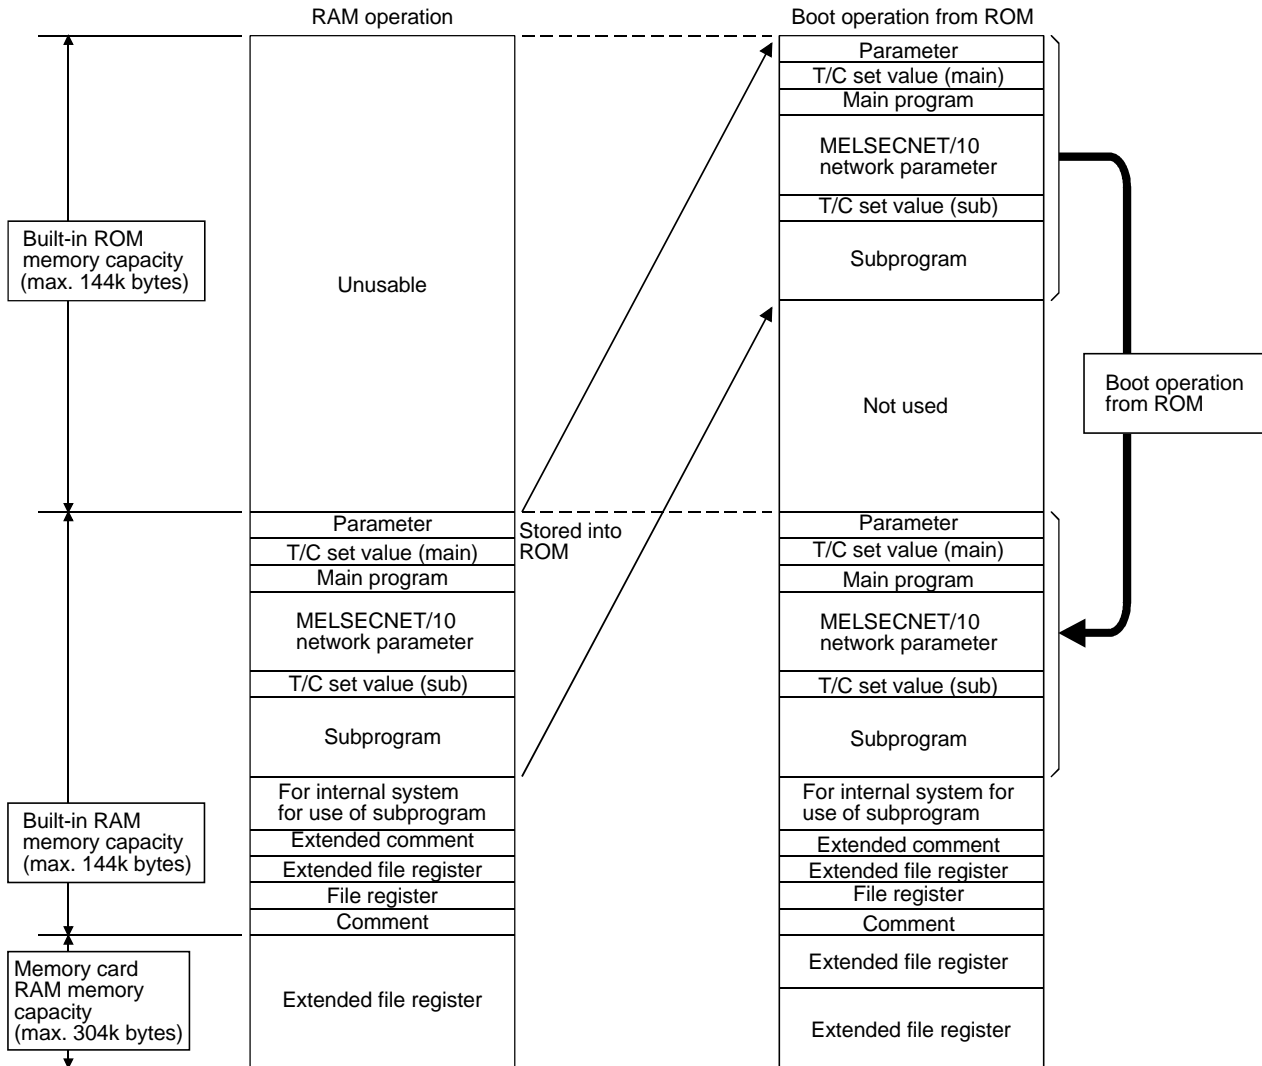 RAM operation
Boot operation from ROM
Built-in ROM
memory capacity
(max. 144k bytes)
Built-in RAM
memory capacity
(max. 144k bytes)
Memory card
RAM memory
capacity
(max. 304k bytes)
Unusable
Parameter
T/C set value (main)
Main program
MELSECNET/10
network parameter
T/C set value (sub)
Subprogram
For internal system
for use of subprogram
Extended comment
Extended file register
File register
Comment
Extended file register
Stored into
ROM
Parameter
T/C set value (main)
Main program
MELSECNET/10
network parameter
T/C set value (sub)
Subprogram
Not used
Parameter
T/C set value (main)
Main program
MELSECNET/10
network parameter
T/C set value (sub)
Subprogram
For internal system for
use of subprogram
Extended comment
Extended file register
File register
Comment
Extended file register
Extended file register
Boot operation
from ROM